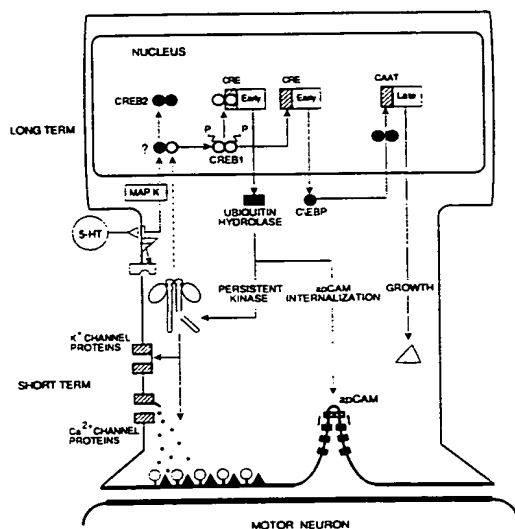 NUCLEUS
CRE
CRE
CAAT
CREB2
Early
Early
Late
LONG TERM
P
P
?
CREB1
MAP K
5-HT
UBIQUITIN
HYDROLASE
C\EBP
PERSISTENT
KINASE
apCAM
INTERNALIZATION
GROWTH
K+ CHANNEL
PROTEINS
SHORT TERM
apCAM
Ca2+ CHANNEL
PROTEINS
MOTOR NEURON